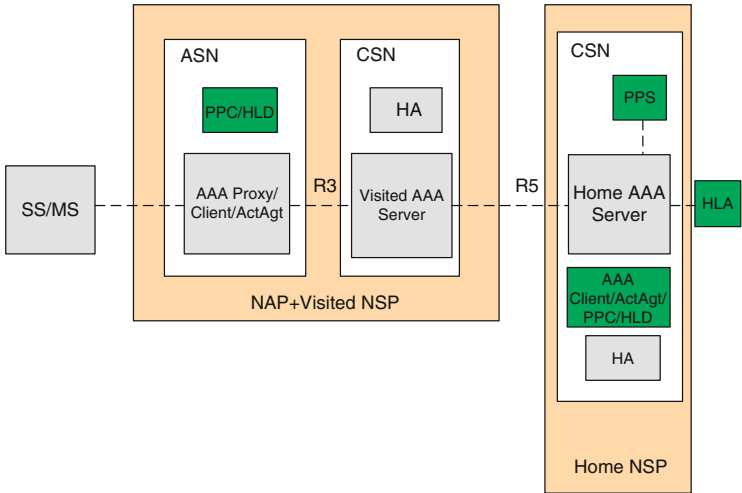 ASN
CSN
CSN
PPC/HLD
HA
PPS
SS/MS
AAA Proxy/
Client/ActAgt
R3
Visited AAA
Server
R5
Home AAA
Server
HLA
AAA
Client/ActAgt/
PPC/HLD
HA
NAP+Visited NSP
Home NSP